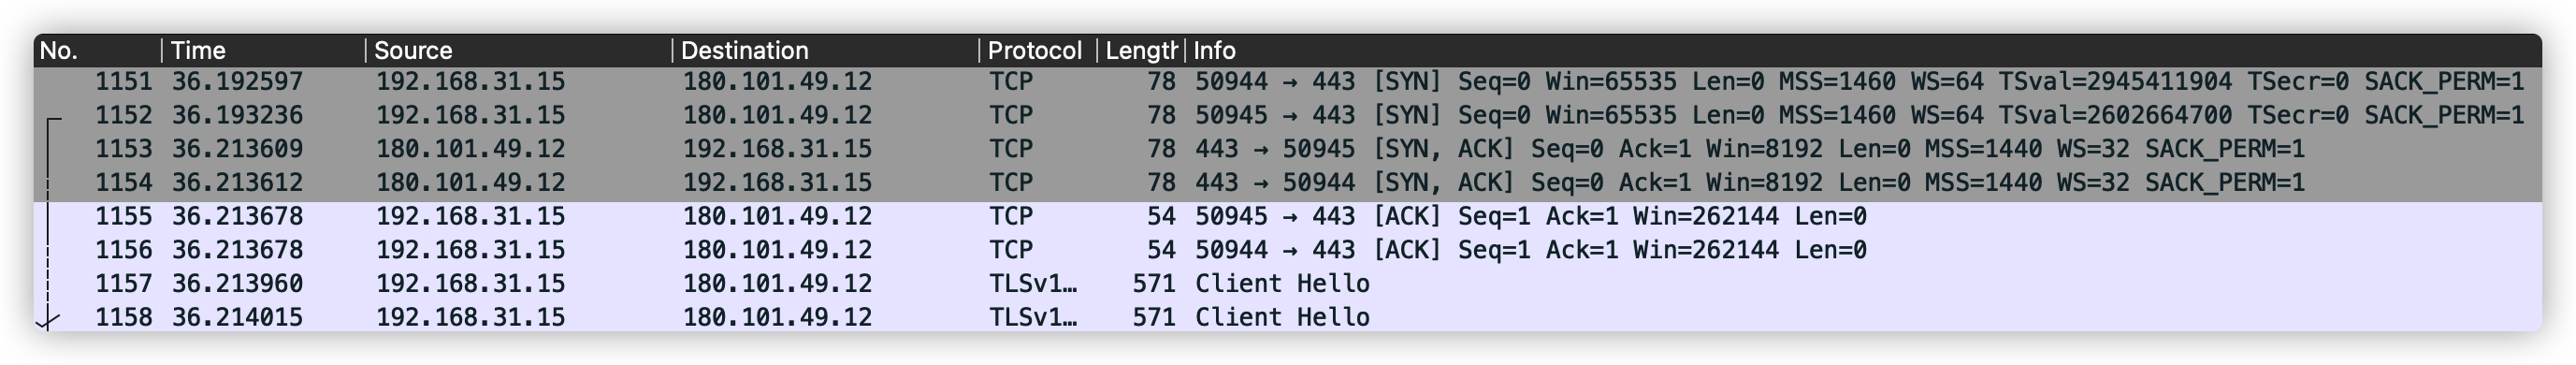 No. Time Source Destination Protocol Length Info
1151 36.192597 192.168.31.15 180.101.49.12 TCP 78 50944 → 443 [SYN] Seq=0 Win=65535 Len=0 MSS=1460 WS=64 TSval=2945411904 TSecr=0 SACK_PERM=1
1152 36.193236 192.168.31.15 180.101.49.12 TCP 78 50945 → 443 [SYN] Seq=0 Win=65535 Len=0 MSS=1460 WS=64 TSval=2602664700 TSecr=0 SACK_PERM=1
1153 36.213609 180.101.49.12 192.168.31.15 TCP 78 443 → 50945 [SYN, ACK] Seq=0 Ack=1 Win=8192 Len=0 MSS=1440 WS=32 SACK_PERM=1
1154 36.213612 180.101.49.12 192.168.31.15 TCP 78 443 → 50944 [SYN, ACK] Seq=0 Ack=1 Win=8192 Len=0 MSS=1440 WS=32 SACK_PERM=1
1155 36.213678 192.168.31.15 180.101.49.12 TCP 54 50945 → 443 [ACK] Seq=1 Ack=1 Win=262144 Len=0
1156 36.213678 192.168.31.15 180.101.49.12 TCP 54 50944 → 443 [ACK] Seq=1 Ack=1 Win=262144 Len=0
1157 36.213960 192.168.31.15 180.101.49.12 TLSv1… 571 Client Hello
1158 36.214015 192.168.31.15 180.101.49.12 TLSv1… 571 Client Hello